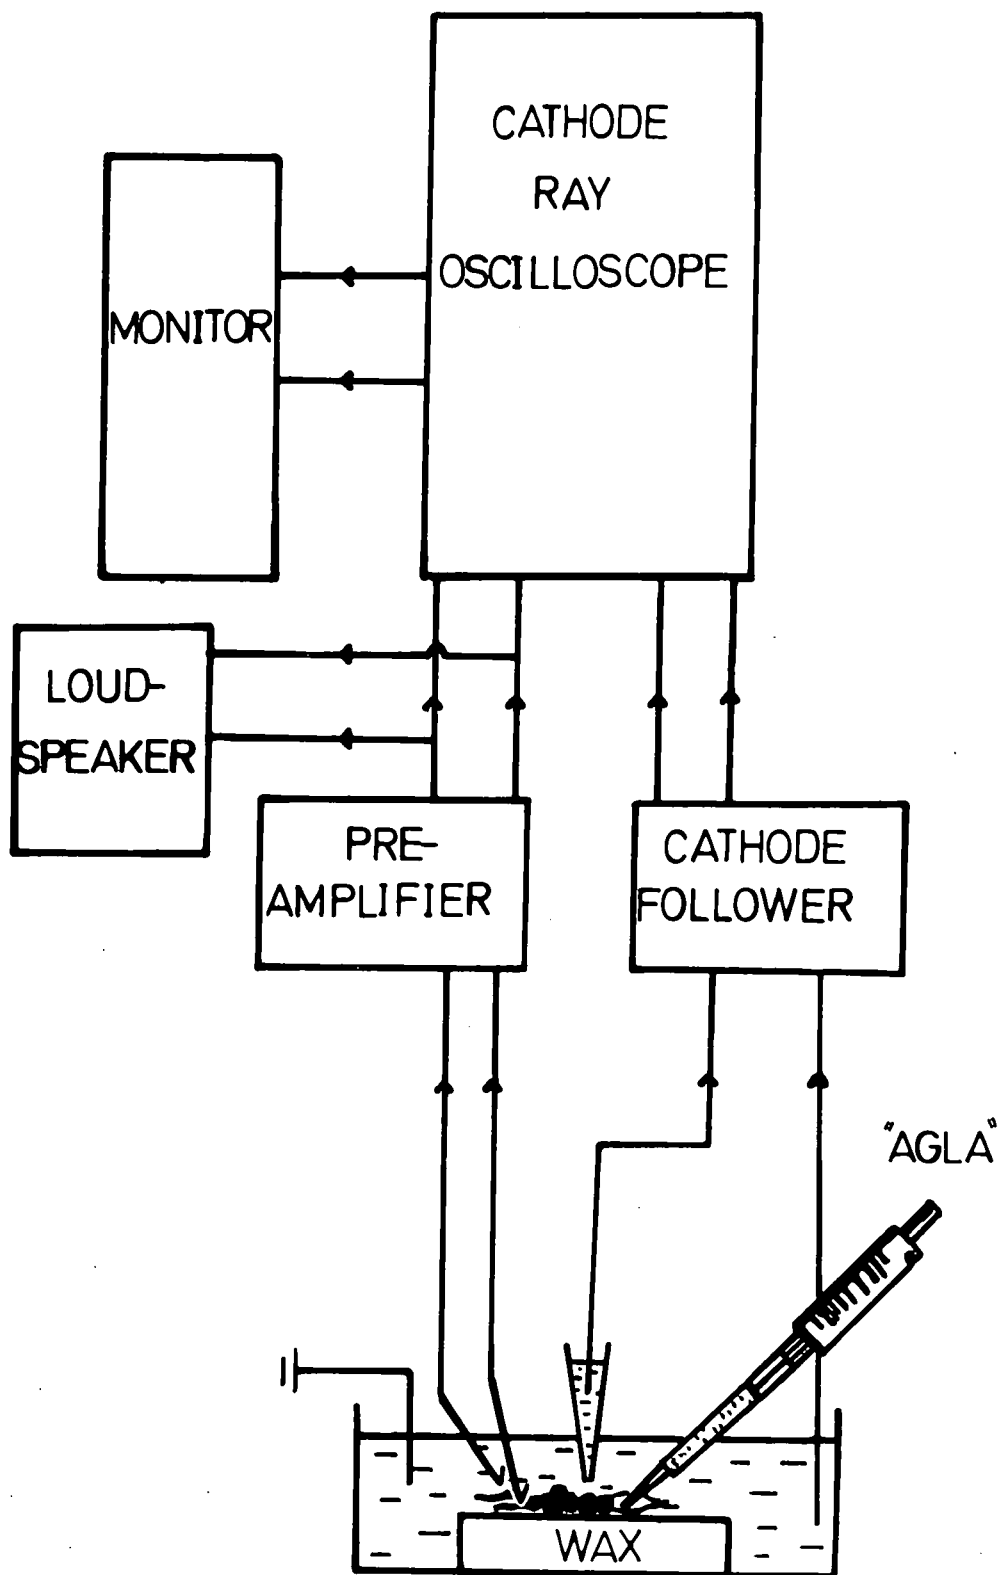 CATHODE
RAY
OSCILLOSCOPE
MONITOR
LOUD-
SPEAKER
PRE-
AMPLIFIER
CATHODE
FOLLOWER
"AGLA"
WAX